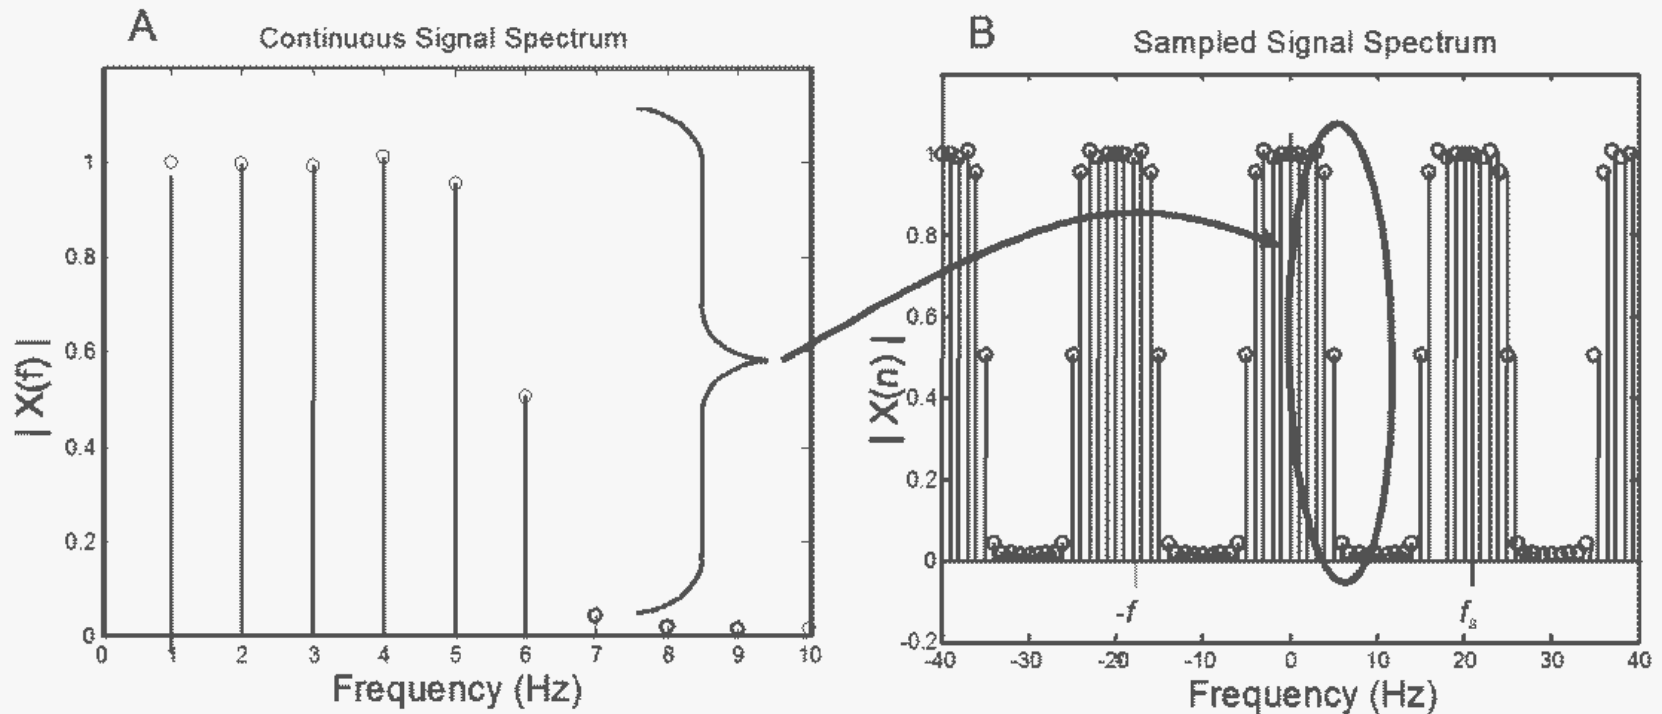 A
Continuous Signal Spectrum
| X(f) |
1
0.8
0.6
0.4
0.2
0
0 1 2 3 4 5 6 7 8 9 10
Frequency (Hz)
B
Sampled Signal Spectrum
| X(n) |
1
0.8
0.6
0.4
0.2
0
-0.2
-f
fs
-40 -30 -20 -10 0 10 20 30 40
Frequency (Hz)